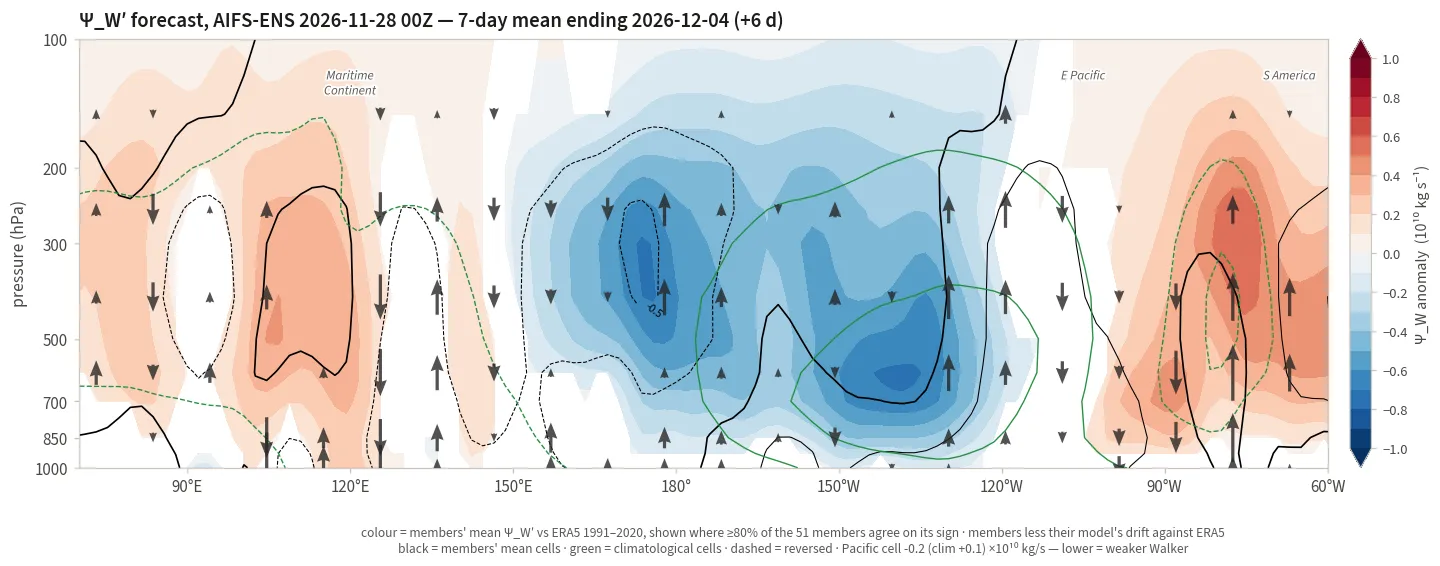 Ψ_W′ forecast, AIFS-ENS 2026-11-28 00Z — 7-day mean ending 2026-12-04 (+6 d)
100
200
300
400
500
700
850
1000
pressure (hPa)
Maritime
Continent
E Pacific
S America
-0.5
90°E
120°E
150°E
180°
150°W
120°W
90°W
60°W
1.0
0.8
0.6
0.4
0.2
0.0
−0.2
−0.4
−0.6
−0.8
−1.0
Ψ_W anomaly (10¹⁰ kg s⁻¹)
colour = members' mean Ψ_W′ vs ERA5 1991–2020, shown where ≥80% of the 51 members agree on its sign · members less their model's drift against ERA5
black = members' mean cells · green = climatological cells · dashed = reversed · Pacific cell -0.2 (clim +0.1) ×10¹⁰ kg/s — lower = weaker Walker